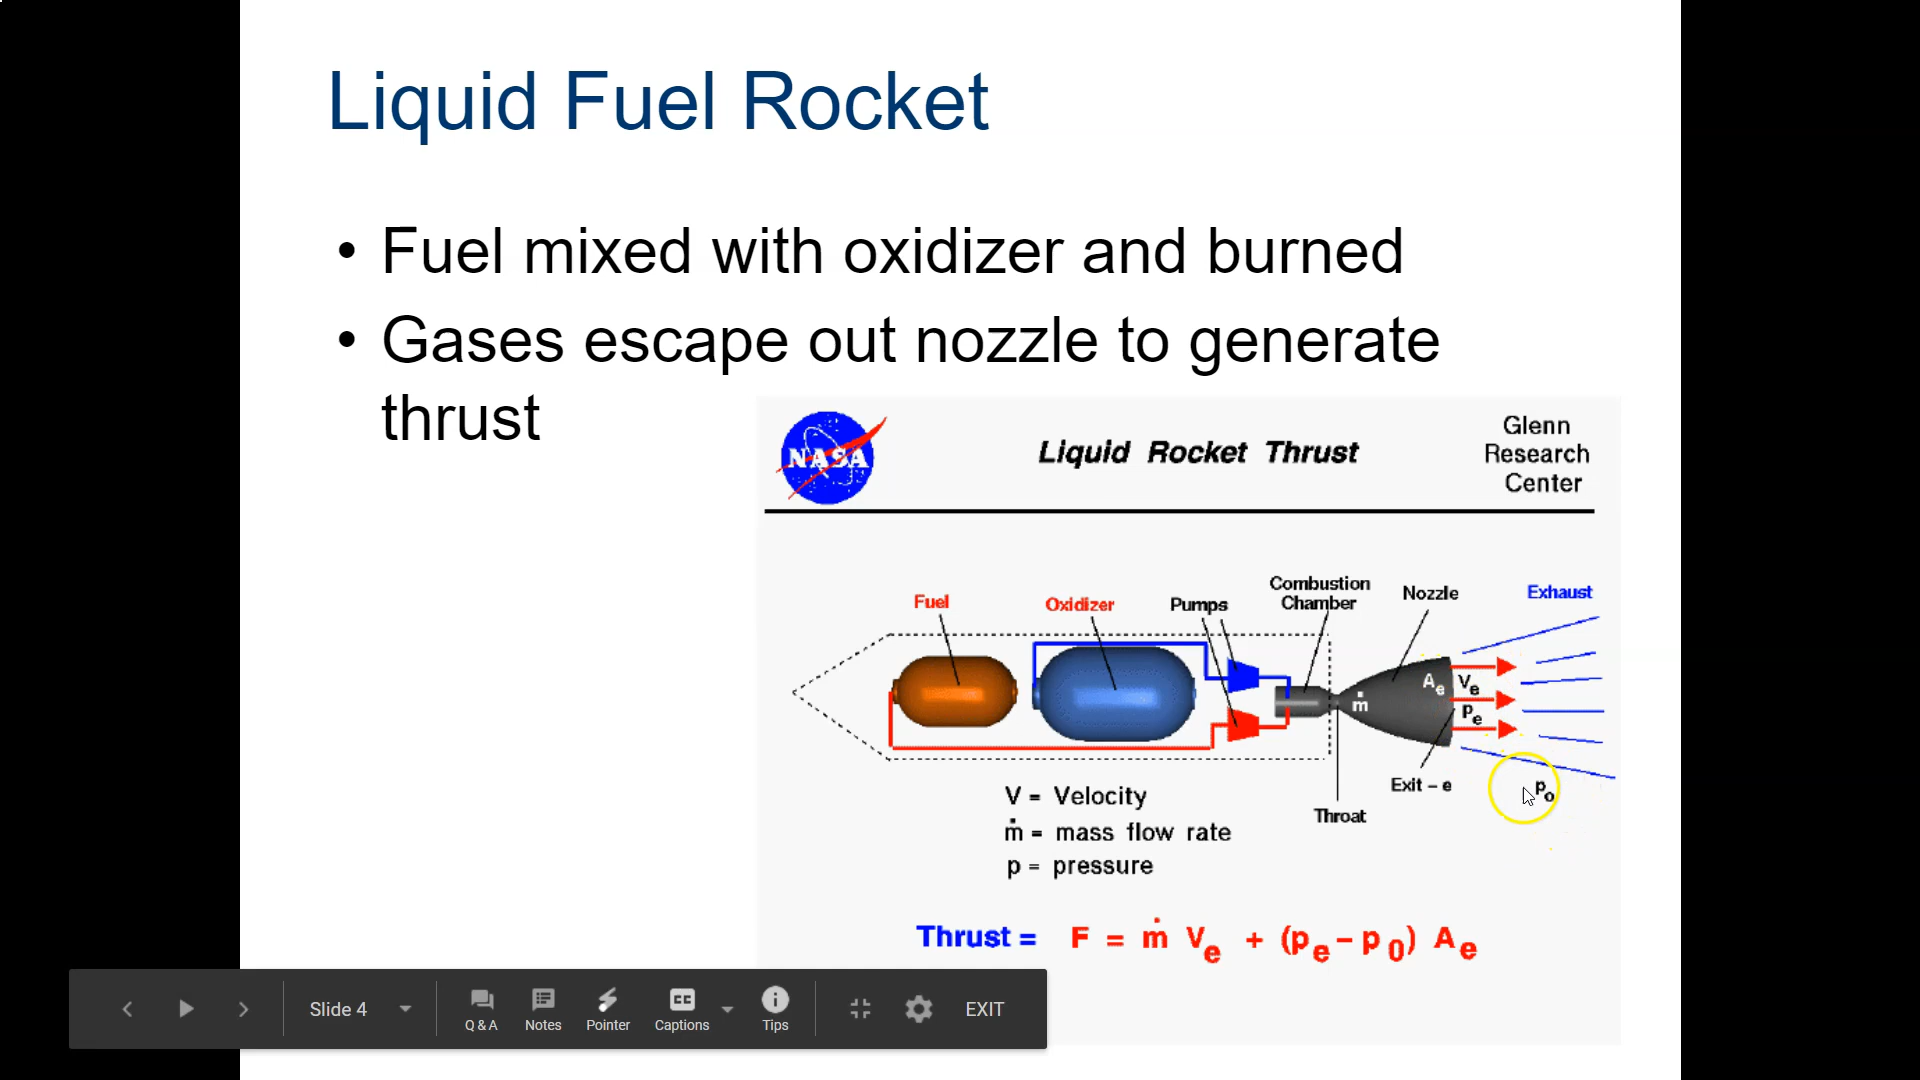 Liquid Fuel Rocket
• Fuel mixed with oxidizer and burned
• Gases escape out nozzle to generate
thrust
NASA
Liquid Rocket Thrust
Glenn
Research
Center
Fuel
Oxidizer
Pumps
Combustion
Chamber
Nozzle
Exhaust
ṁ
Ae
Ve
pe
Exit – e
po
Throat
V = Velocity
ṁ = mass flow rate
p = pressure
Thrust = F = ṁ Ve + (pe – p0) Ae
Slide 4
Q & A
Notes
Pointer
CC
Captions
Tips
EXIT